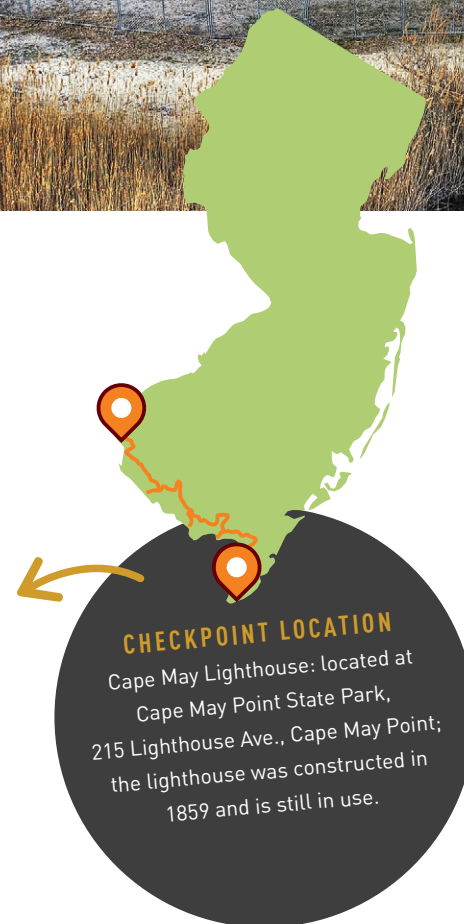 CHECKPOINT LOCATION
Cape May Lighthouse: located at
Cape May Point State Park,
215 Lighthouse Ave., Cape May Point;
the lighthouse was constructed in
1859 and is still in use.